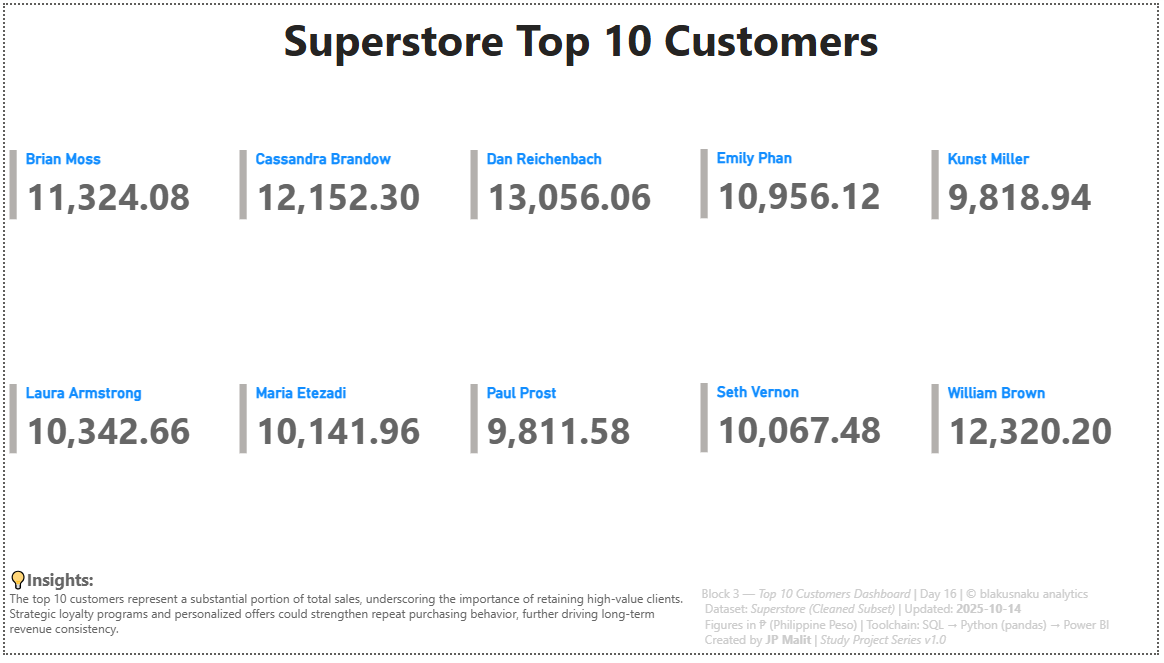 Superstore Top 10 Customers
Brian Moss
11,324.08
Cassandra Brandow
12,152.30
Dan Reichenbach
13,056.06
Emily Phan
10,956.12
Kunst Miller
9,818.94
Laura Armstrong
10,342.66
Maria Etezadi
10,141.96
Paul Prost
9,811.58
Seth Vernon
10,067.48
William Brown
12,320.20
Insights:
The top 10 customers represent a substantial portion of total sales, underscoring the importance of retaining high-value clients.
Strategic loyalty programs and personalized offers could strengthen repeat purchasing behavior, further driving long-term
revenue consistency.
Block 3 — Top 10 Customers Dashboard | Day 16 | © blakusnaku analytics
Dataset: Superstore (Cleaned Subset) | Updated: 2025-10-14
Figures in ₱ (Philippine Peso) | Toolchain: SQL → Python (pandas) → Power BI
Created by JP Malit | Study Project Series v1.0